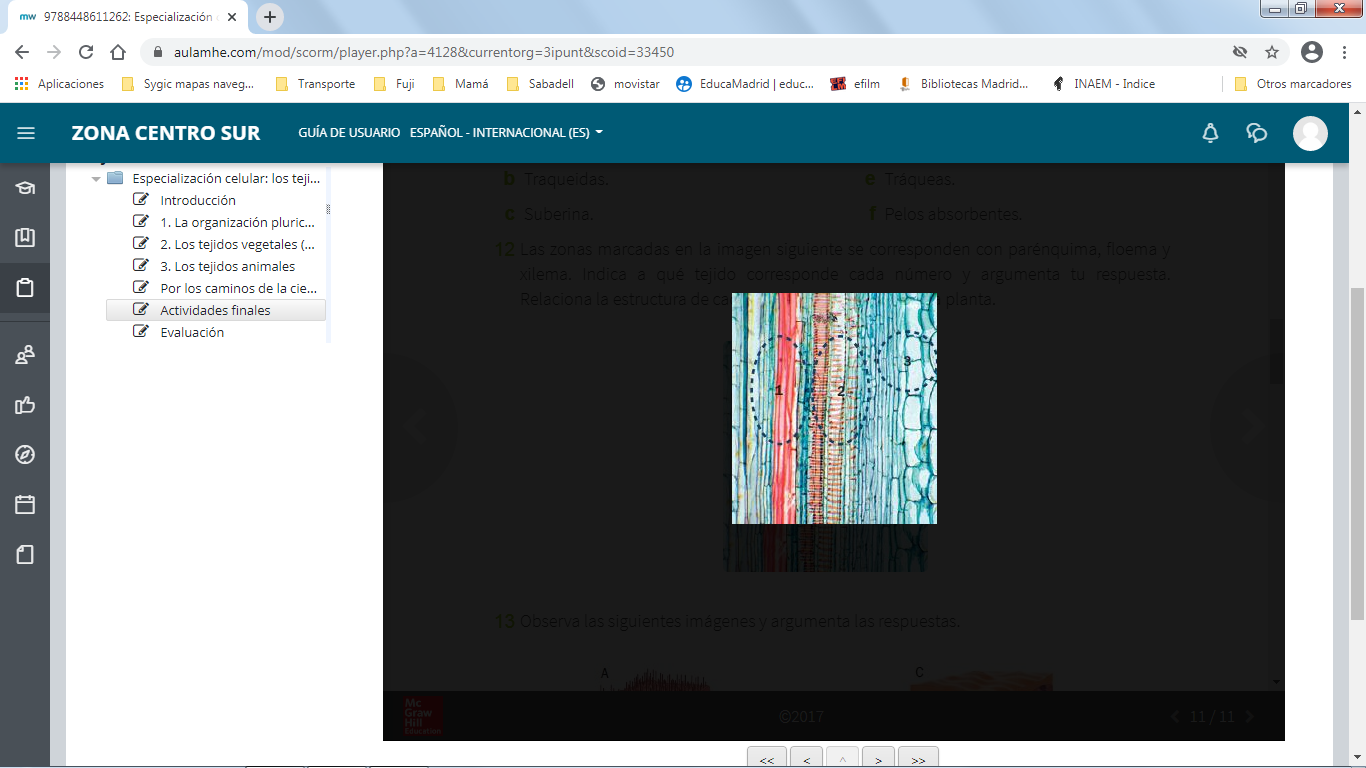 mw 9788448611262: Especialización
aulamhe.com/mod/scorm/player.php?a=4128&currentorg=3ipunt&scoid=33450
Aplicaciones Sygic mapas naveg... Transporte Fuji Mamá Sabadell movistar EducaMadrid | educ... efilm Bibliotecas Madrid... INAEM - Indice Otros marcadores
ZONA CENTRO SUR GUÍA DE USUARIO ESPAÑOL - INTERNACIONAL (ES)
Especialización celular: los teji...
Introducción
1. La organización pluric...
2. Los tejidos vegetales (...
3. Los tejidos animales
Por los caminos de la cie...
Actividades finales
Evaluación
b Traqueidas. e Tráqueas.
c Suberina. f Pelos absorbentes.
12 Las zonas marcadas en la imagen siguiente se corresponden con parénquima, floema y
xilema. Indica a qué tejido corresponde cada número y argumenta tu respuesta.
Relaciona la estructura de ca planta.
1 2 3
13 Observa las siguientes imágenes y argumenta las respuestas.
A C
Mc
Graw
Hill
Education
©2017
11 / 11
<< < ^ > >>